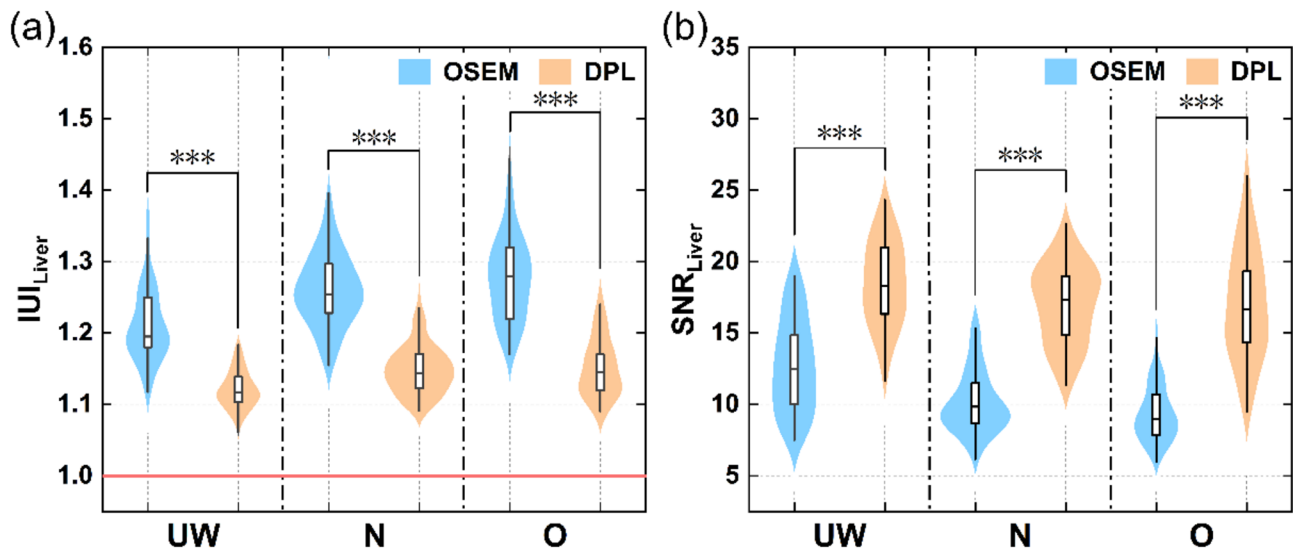 (a)
1.6
1.5
1.4
1.3
1.2
1.1
1.0
IUI_Liver
OSEM DPL
***
***
***
UW N O
(b)
35
30
25
20
15
10
5
SNR_Liver
OSEM DPL
***
***
***
UW N O